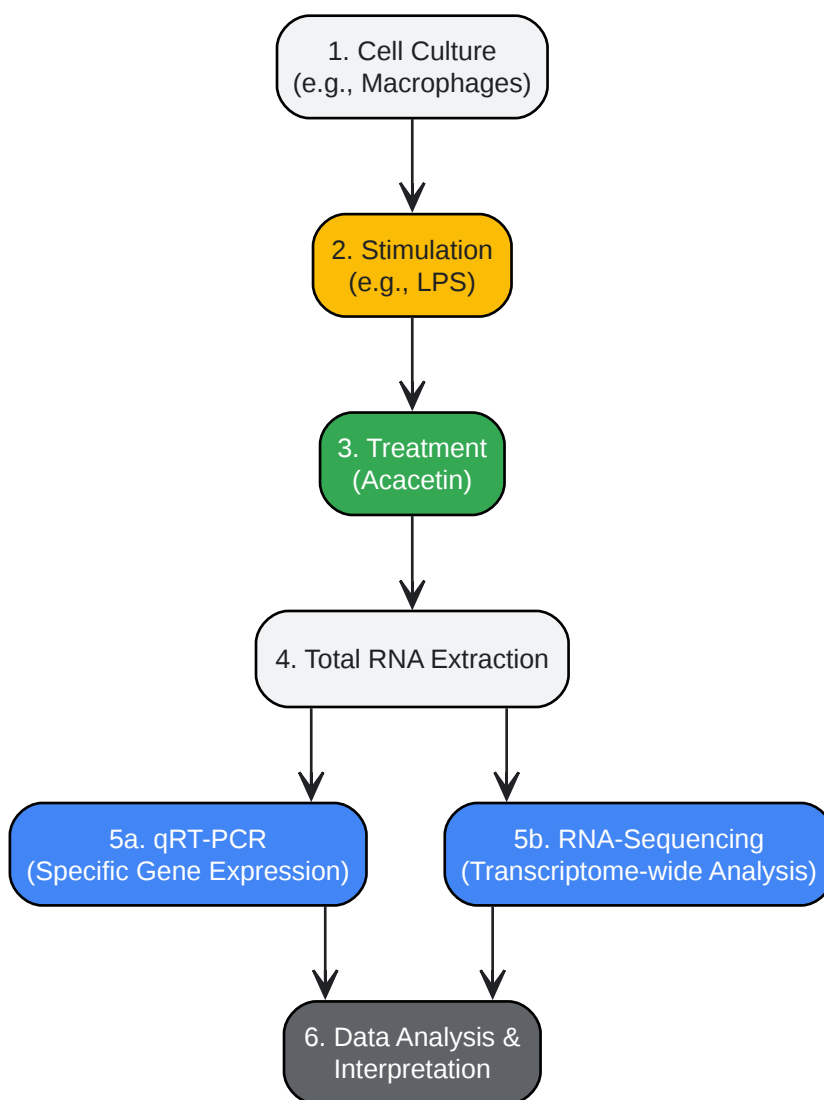 1. Cell Culture
(e.g., Macrophages)
2. Stimulation
(e.g., LPS)
3. Treatment
(Acacetin)
4. Total RNA Extraction
5a. qRT-PCR
(Specific Gene Expression)
5b. RNA-Sequencing
(Transcriptome-wide Analysis)
6. Data Analysis &
Interpretation